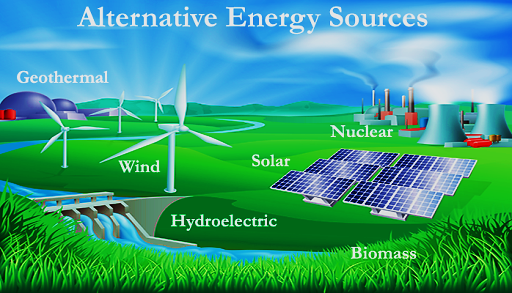 Alternative Energy Sources
Geothermal
Nuclear
Wind
Solar
Hydroelectric
Biomass